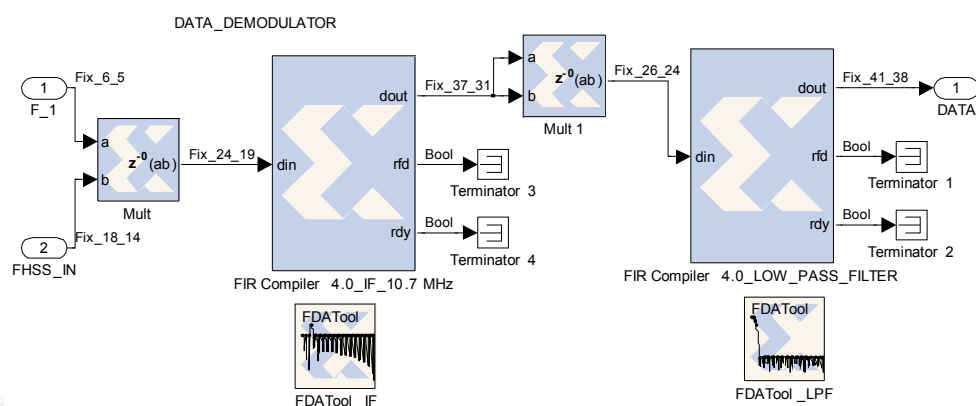 DATA_DEMODULATOR
1
Fix_6_5
F_1
a
b
z⁻⁰(ab)
Mult
2
Fix_18_14
FHSS_IN
Fix_24_19
din
dout
rfd
rdy
FIR Compiler 4.0_IF_10.7 MHz
Fix_37_31
Bool
Terminator 3
Bool
Terminator 4
FDATool
FDATool IF
a
b
z⁻⁰(ab)
Mult 1
Fix_26_24
din
dout
rfd
rdy
FIR Compiler 4.0_LOW_PASS_FILTER
Fix_41_38
1
DATA
Bool
Terminator 1
Bool
Terminator 2
FDATool
FDATool _LPF